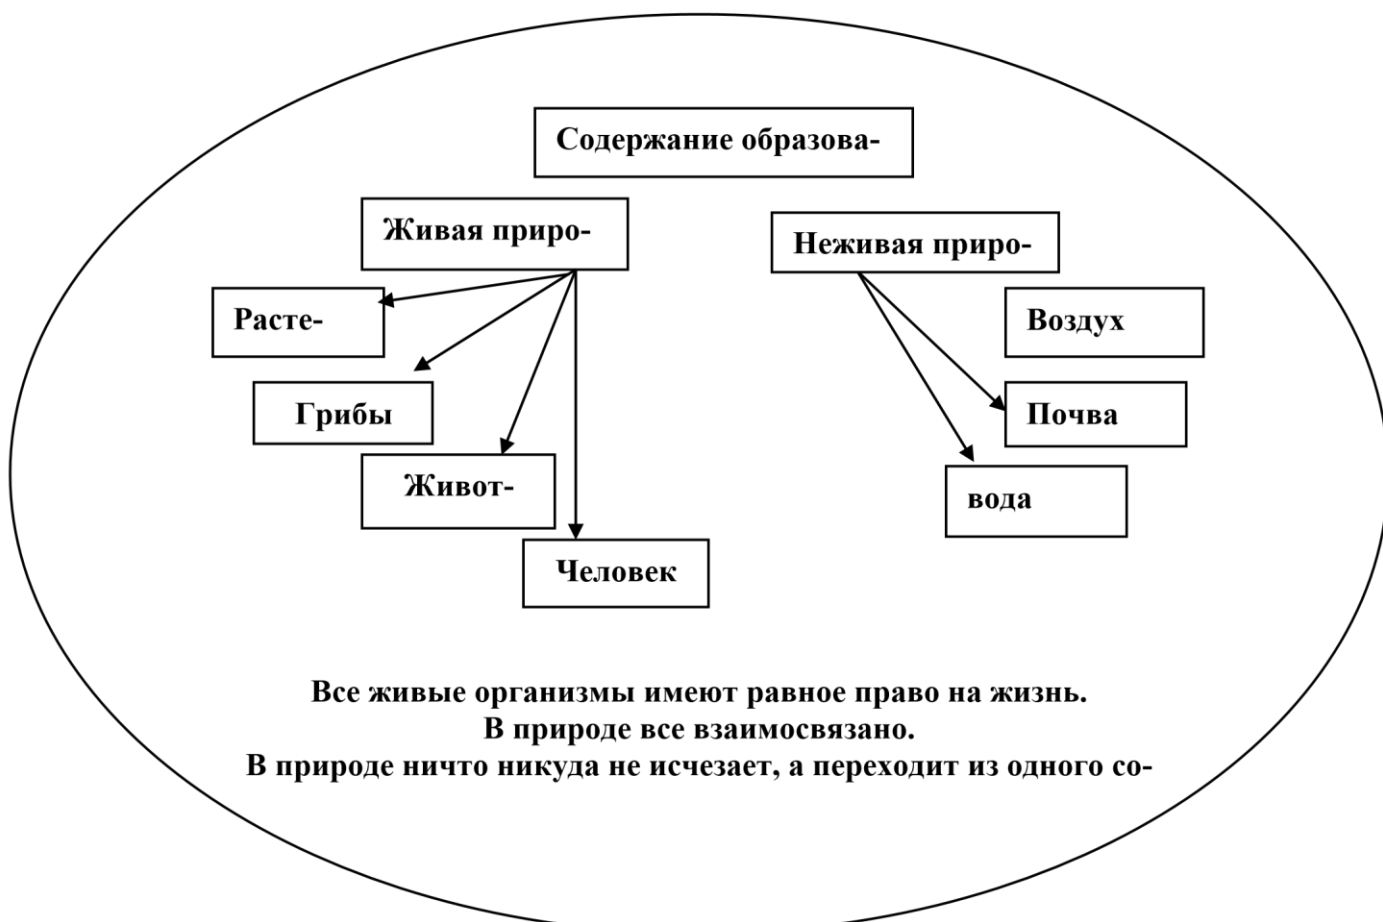 Содержание образова-
Живая приро-
Неживая приро-
Расте-
Воздух
Грибы
Почва
Живот-
вода
Человек
Все живые организмы имеют равное право на жизнь.
В природе все взаимосвязано.
В природе ничто никуда не исчезает, а переходит из одного со-